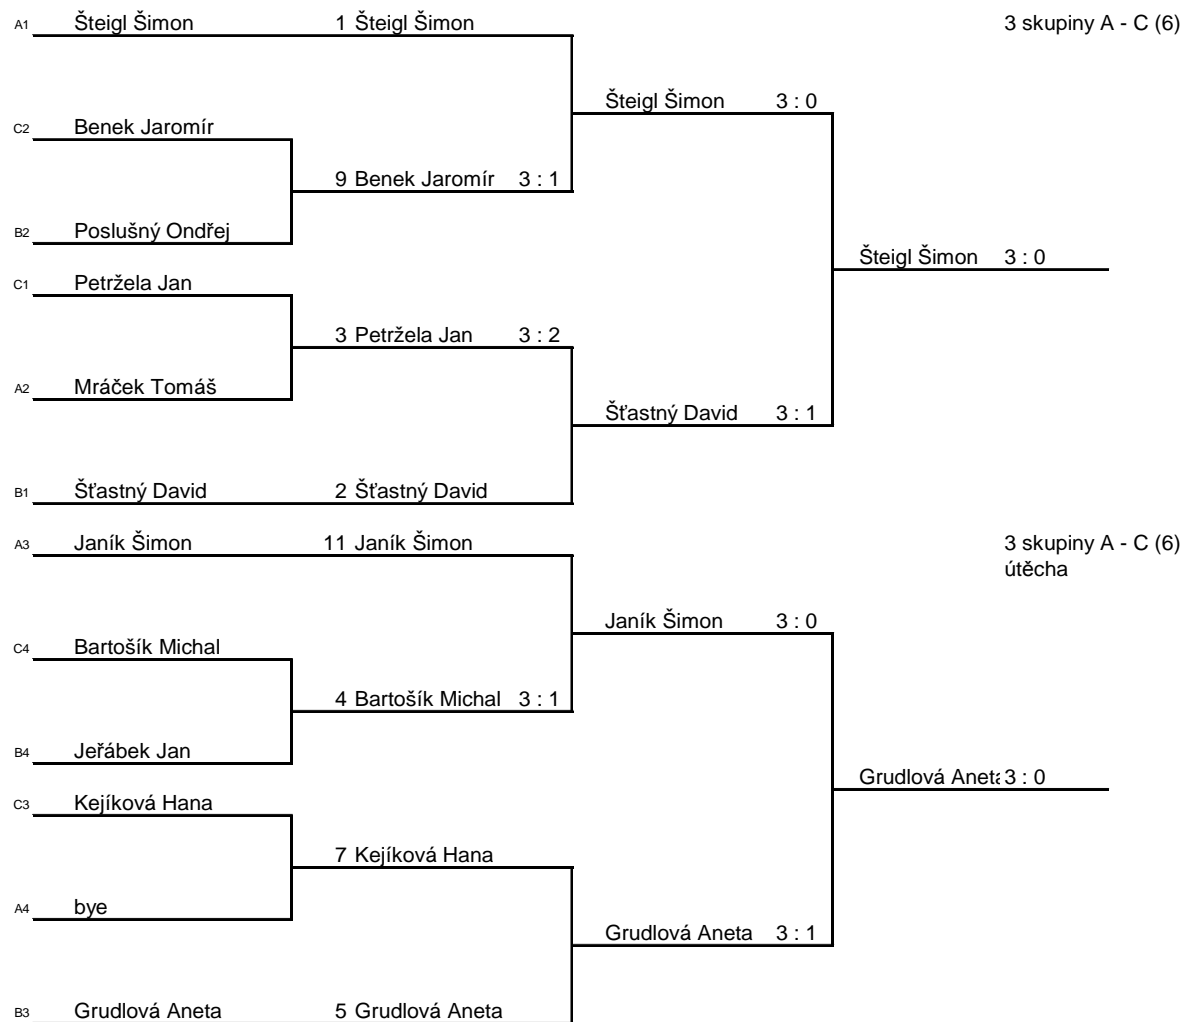 A1 Šteigl Šimon 1 Šteigl Šimon 3 skupiny A - C (6)
Šteigl Šimon 3 : 0
C2 Benek Jaromír
9 Benek Jaromír 3 : 1
B2 Poslušný Ondřej
Šteigl Šimon 3 : 0
C1 Petržela Jan
3 Petržela Jan 3 : 2
A2 Mráček Tomáš
Šťastný David 3 : 1
B1 Šťastný David 2 Šťastný David
A3 Janík Šimon 11 Janík Šimon 3 skupiny A - C (6)
útěcha
Janík Šimon 3 : 0
C4 Bartošík Michal
4 Bartošík Michal 3 : 1
B4 Jeřábek Jan
Grudlová Aneta 3 : 0
C3 Kejíková Hana
7 Kejíková Hana
A4 bye
Grudlová Aneta 3 : 1
B3 Grudlová Aneta 5 Grudlová Aneta